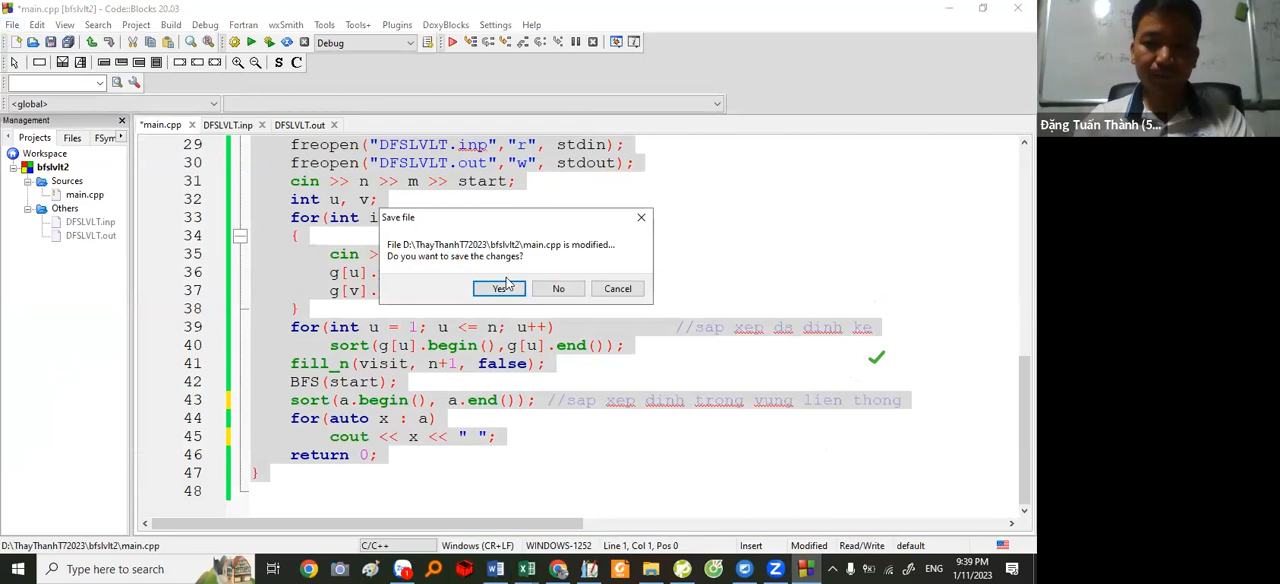 *main.cpp [bfslvlt2] - Code::Blocks 20.03
File Edit View Search Project Build Debug Fortran wxSmith Tools Tools+ Plugins DoxyBlocks Settings Help
Debug
S C
<global>
Management
Projects Files FSym
Workspace
bfslvlt2
Sources
main.cpp
Others
DFSLVLT.inp
DFSLVLT.out
*main.cpp DFSLVLT.inp DFSLVLT.out
29 freopen("DFSLVLT.inp","r", stdin);
30 freopen("DFSLVLT.out","w", stdout);
31 cin >> n >> m >> start;
32 int u, v;
33 for(int i
34 {
35 cin >
36 g[u].
37 g[v].
38 }
39 for(int u = 1; u <= n; u++) //sap xep ds dinh ke
40 sort(g[u].begin(),g[u].end());
41 fill_n(visit, n+1, false);
42 BFS(start);
43 sort(a.begin(), a.end()); //sap xep dinh trong vung lien thong
44 for(auto x : a)
45 cout << x << " ";
46 return 0;
47 }
48
Save file
File D:\ThayThanhT72023\bfslvlt2\main.cpp is modified...
Do you want to save the changes?
Yes No Cancel
Đặng Tuấn Thành (5...
D:\ThayThanhT72023\bfslvlt2\main.cpp C/C++ Windows (CR+LF) WINDOWS-1252 Line 1, Col 1, Pos 0 Insert Modified Read/Write default
Type here to search
ENG
9:39 PM
1/11/2023